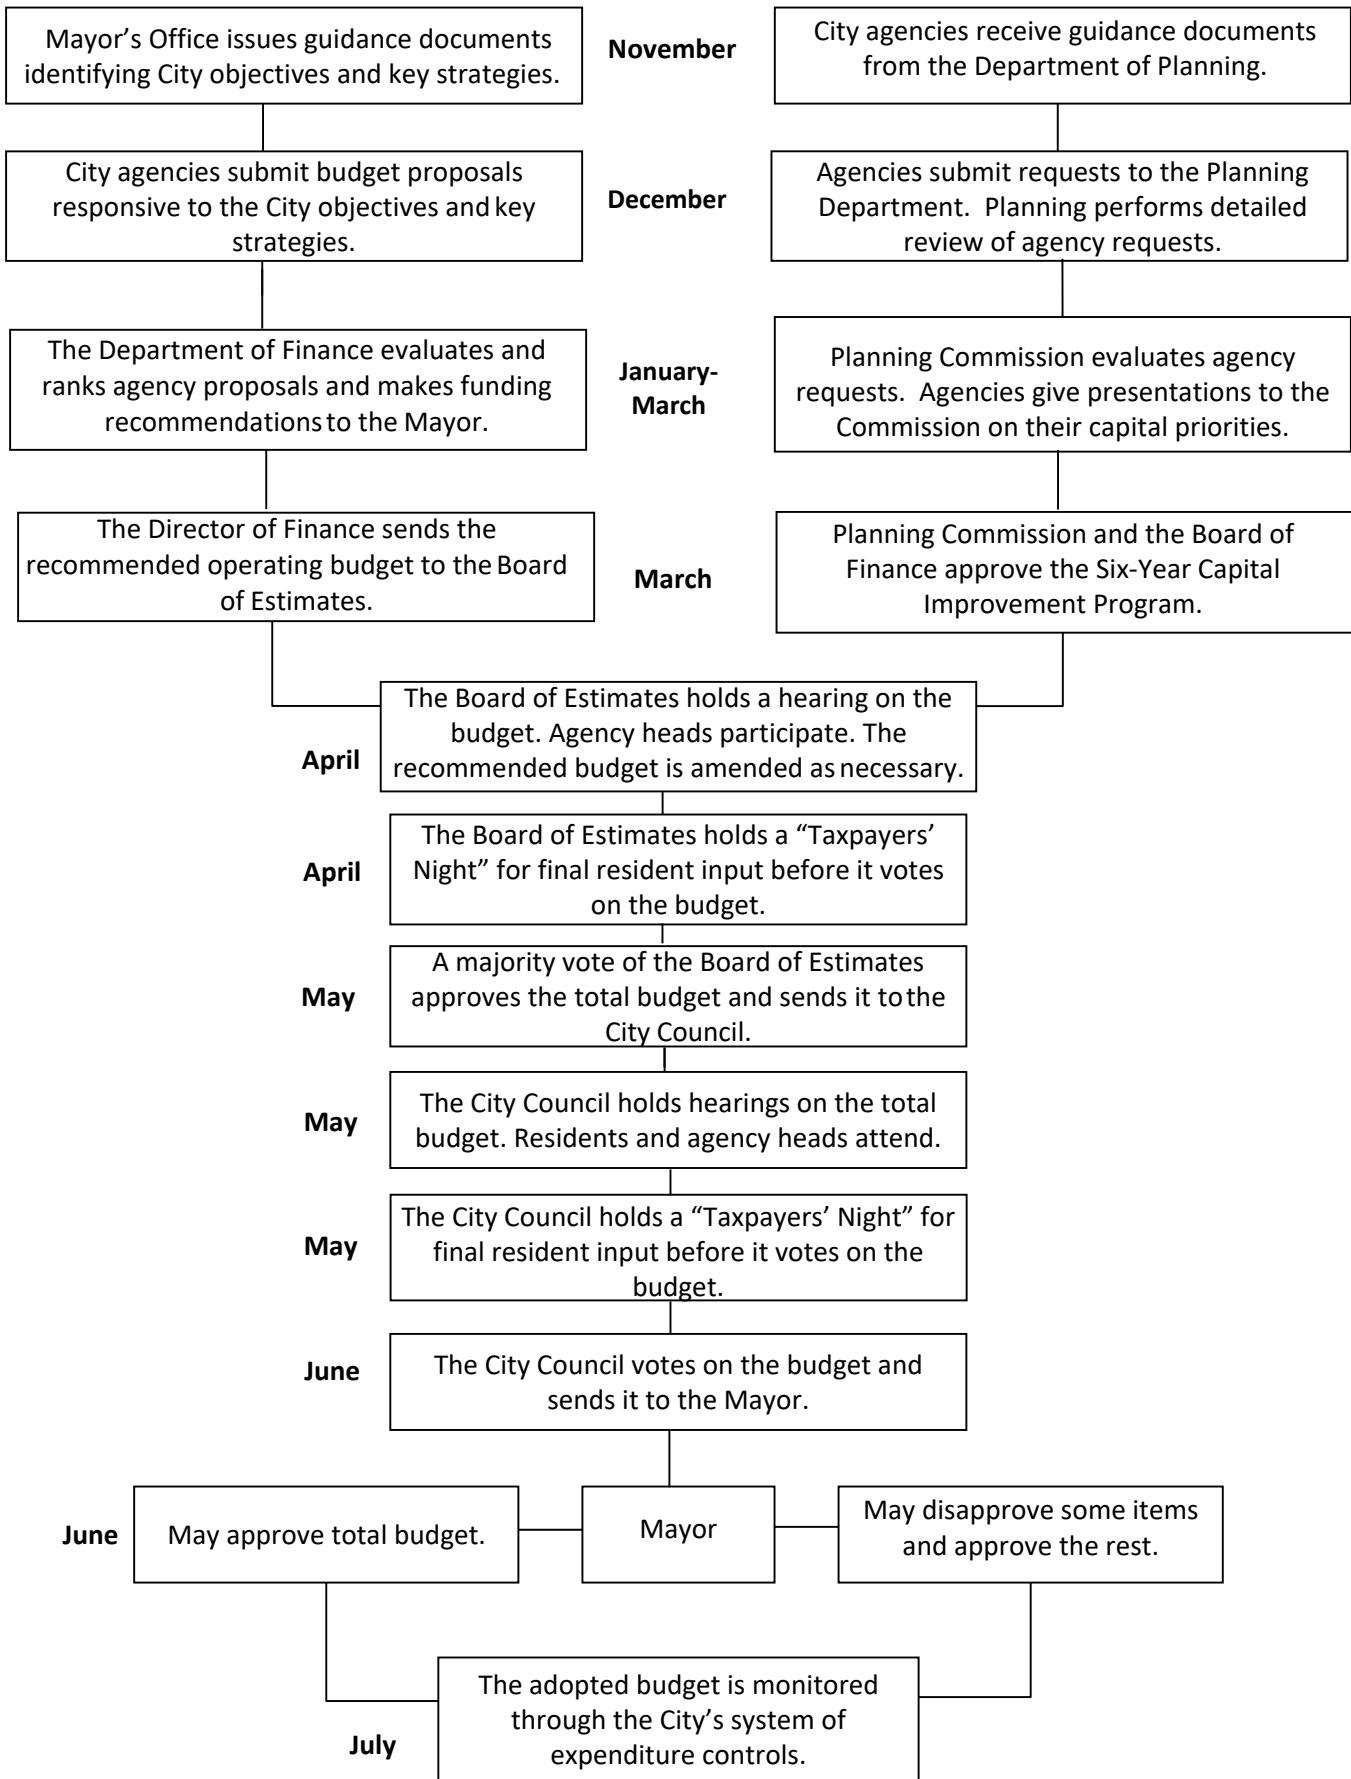 Mayor’s Office issues guidance documents
identifying City objectives and key strategies.
November
City agencies receive guidance documents
from the Department of Planning.
City agencies submit budget proposals
responsive to the City objectives and key
strategies.
December
Agencies submit requests to the Planning
Department.  Planning performs detailed
review of agency requests.
The Department of Finance evaluates and
ranks agency proposals and makes funding
recommendations to the Mayor.
January-
March
Planning Commission evaluates agency
requests.  Agencies give presentations to the
Commission on their capital priorities.
The Director of Finance sends the
recommended operating budget to the Board
of Estimates.
March
Planning Commission and the Board of
Finance approve the Six-Year Capital
Improvement Program.
April
The Board of Estimates holds a hearing on the
budget. Agency heads participate. The
recommended budget is amended as necessary.
April
The Board of Estimates holds a “Taxpayers’
Night” for final resident input before it votes
on the budget.
May
A majority vote of the Board of Estimates
approves the total budget and sends it to the
City Council.
May
The City Council holds hearings on the total
budget. Residents and agency heads attend.
May
The City Council holds a “Taxpayers’ Night” for
final resident input before it votes on the
budget.
June
The City Council votes on the budget and
sends it to the Mayor.
June
May approve total budget.
Mayor
May disapprove some items
and approve the rest.
July
The adopted budget is monitored
through the City’s system of
expenditure controls.